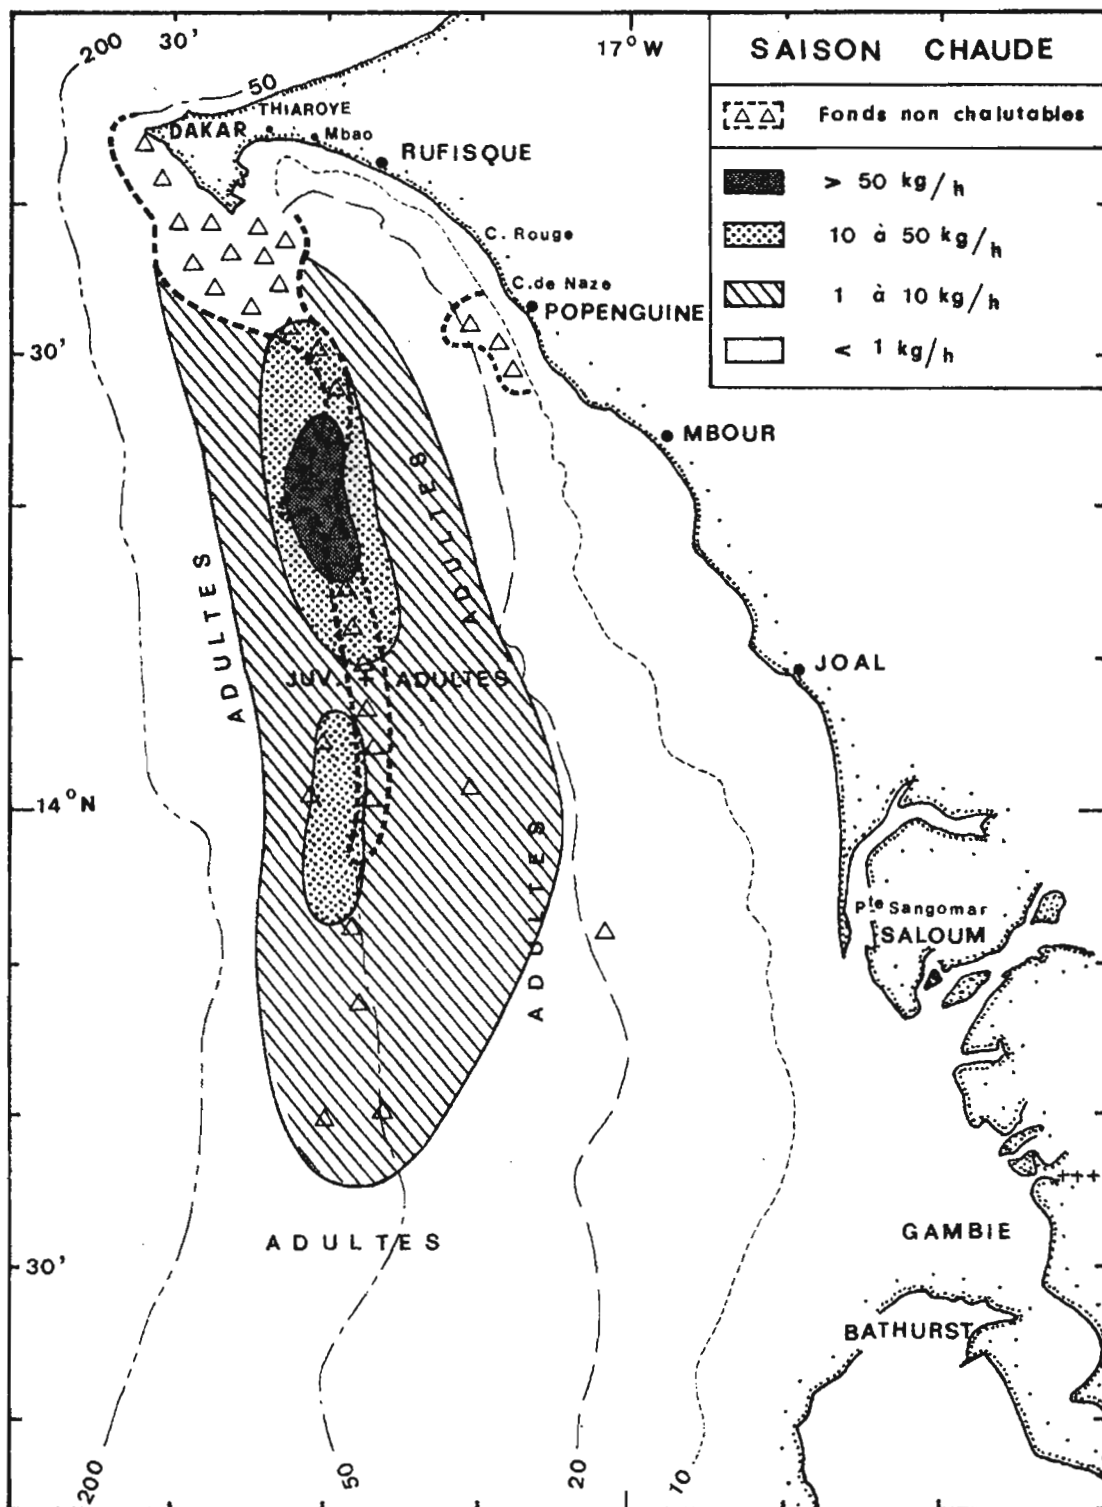 200 30'
17°W
50
SAISON CHAUDE
Fonds non chalutables
> 50 kg/h
10 à 50 kg/h
1 à 10 kg/h
< 1 kg/h
THIAROYE
DAKAR
Mbao
RUFISQUE
C. Rouge
C. de Naze
POPENGUINE
30'
MBOUR
ADULTES
ADULTES
JOAL
JUV. + ADULTES
14°N
ADULTES
Pte Sangomar
SALOUM
+++
GAMBIE
ADULTES
30'
BATHURST
200
50
20
10